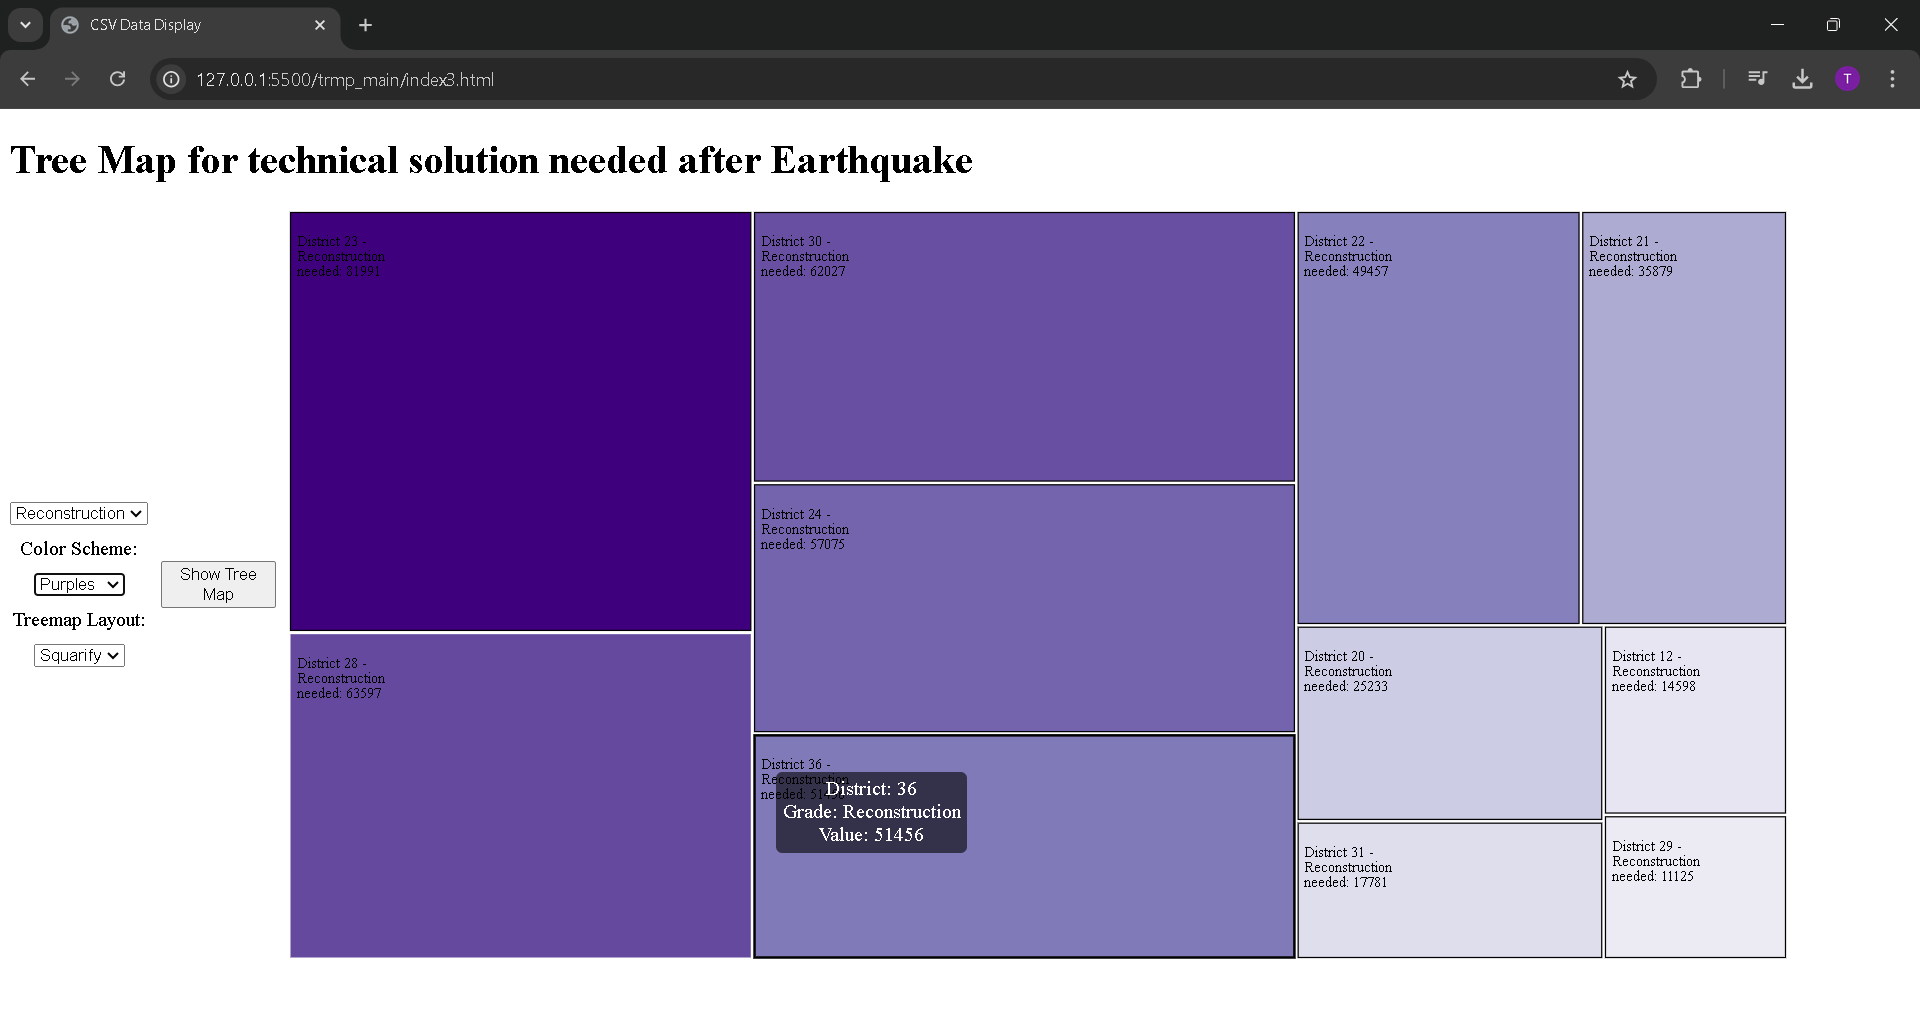 CSV Data Display
127.0.0.1:5500/trmp_main/index3.html
T
Tree Map for technical solution needed after Earthquake
Reconstruction
Color Scheme:
Purples
Treemap Layout:
Squarify
Show Tree
Map
District 23 -
Reconstruction
needed: 81991
District 28 -
Reconstruction
needed: 63597
District 30 -
Reconstruction
needed: 62027
District 24 -
Reconstruction
needed: 57075
District 36 -
Reconstruction
needed: 51456
District: 36
Grade: Reconstruction
Value: 51456
District 22 -
Reconstruction
needed: 49457
District 21 -
Reconstruction
needed: 35879
District 20 -
Reconstruction
needed: 25233
District 12 -
Reconstruction
needed: 14598
District 31 -
Reconstruction
needed: 17781
District 29 -
Reconstruction
needed: 11125